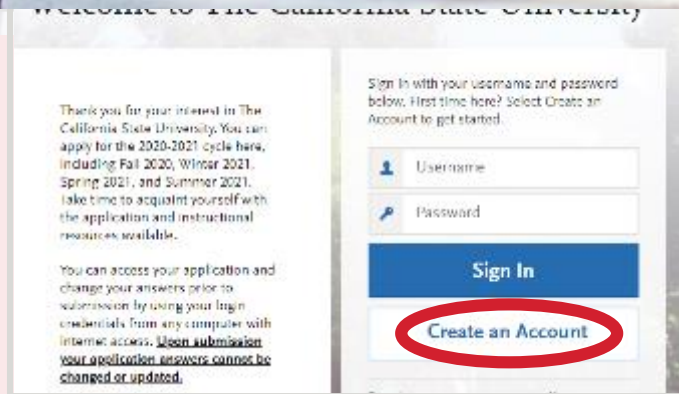 Welcome to The California State University
Thank you for your interest in The
California State University. You can
apply for the 2020-2021 cycle here,
including Fall 2020, Winter 2021,
Spring 2021, and Summer 2021.
Take time to acquaint yourself with
the application and instructional
resources available.
You can access your application and
change your answers prior to
submission by using your login
credentials from any computer with
internet access. Upon submission
your application answers cannot be
changed or updated.
Sign in with your username and password
below. First time here? Select Create an
Account to get started.
Username
Password
Sign In
Create an Account